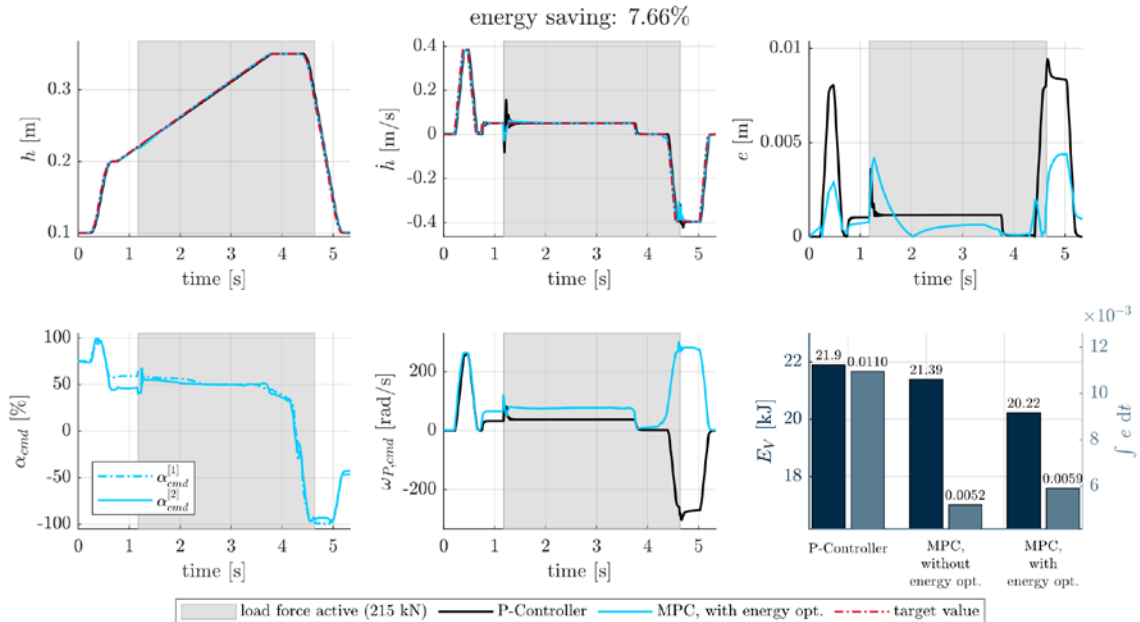 energy saving: 7.66%
0.3
0.2
0.1
h [m]
0 1 2 3 4 5
time [s]
0.4
0.2
0
-0.2
-0.4
ḣ [m/s]
0 1 2 3 4 5
time [s]
0.01
0.005
0
e [m]
0 1 2 3 4 5
time [s]
100
50
0
-50
-100
α_cmd [%]
α_cmd^[1]
α_cmd^[2]
0 1 2 3 4 5
time [s]
200
0
-200
ω_P,cmd [rad/s]
0 1 2 3 4 5
time [s]
×10⁻³
22
20
18
E_V [kJ]
21.9 0.0110
21.39 0.0052
20.22 0.0059
12
10
8
6
∫ e dt
P-Controller
MPC,
without
energy opt.
MPC,
with
energy opt.
load force active (215 kN) P-Controller MPC, with energy opt. target value